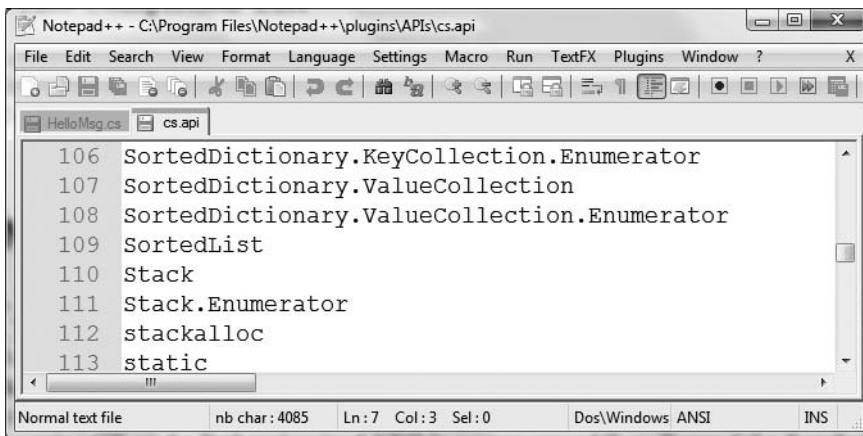 Notepad++ - C:\Program Files\Notepad++\plugins\APIs\cs.api
File Edit Search View Format Language Settings Macro Run TextFX Plugins Window ? X
HelloMsg.cs cs.api
106 SortedDictionary.KeyCollection.Enumerator
107 SortedDictionary.ValueCollection
108 SortedDictionary.ValueCollection.Enumerator
109 SortedList
110 Stack
111 Stack.Enumerator
112 stackalloc
113 static
Normal text file nb char : 4085 Ln : 7 Col : 3 Sel : 0 Dos\Windows ANSI INS